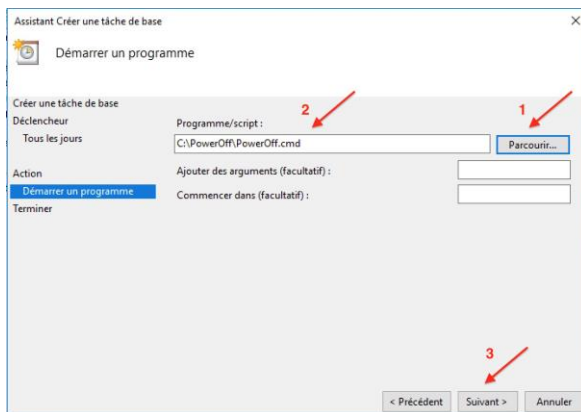 Assistant Créer une tâche de base
Démarrer un programme
Créer une tâche de base
Déclencheur
Tous les jours
Action
Démarrer un programme
Terminer
2
1
Programme/script :
C:\PowerOff\PowerOff.cmd
Parcourir...
Ajouter des arguments (facultatif) :
Commencer dans (facultatif) :
3
< Précédent
Suivant >
Annuler